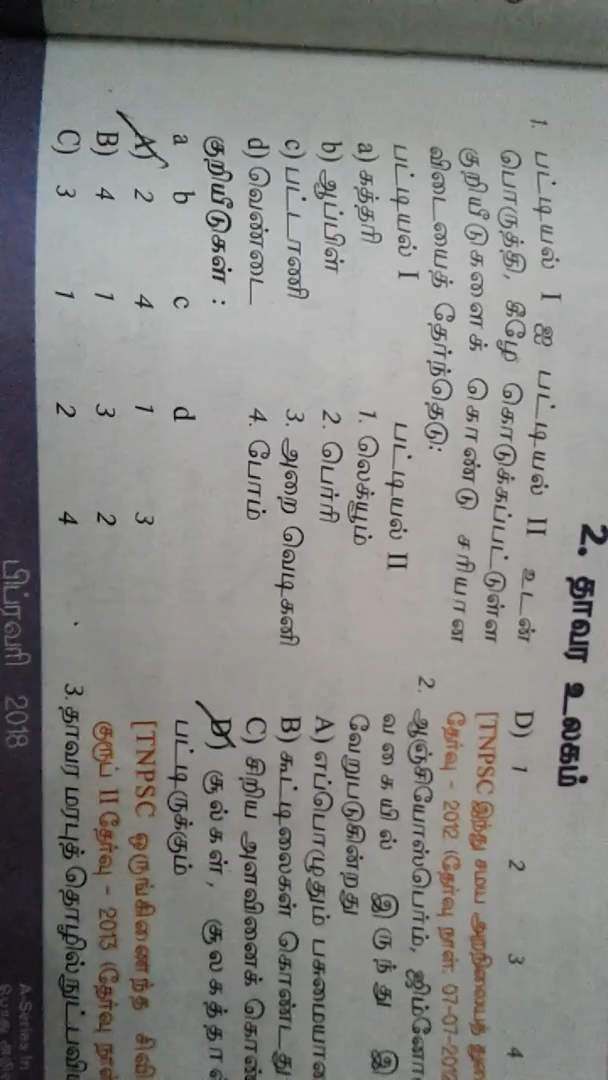 2. தாவர உலகம்
1. பட்டியல் I ஐ பட்டியல் II உடன்
பொருத்தி, கீழே கொடுக்கப்பட்டுள்ள
குறியீடுகளைக் கொண்டு சரியான
விடையைத் தேர்ந்தெடு:
பட்டியல் I பட்டியல் II
a) கத்தரி 1. லெக்யூம்
b) ஆப்பிள் 2. பெர்ரி
c) பட்டாணி 3. அறை வெடிகனி
d) வெண்டை 4. போம்
குறியீடுகள் :
a b c d
A) 2 4 1 3
B) 4 1 3 2
C) 3 1 2 4
D) 1 2 3 4
[TNPSC இந்து சமய அறநிலையத்
தேர்வு - 2012 (தேர்வு நாள். 07-07-2012
2. ஆஞ்சியோஸ்பெர்ம், ஜிம்னோ
வகையில் இருந்து இ
வேறுபடுகின்றது
A) எப்பொழுதும் பசுமையான
B) கூட்டிலைகள் கொண்டது
C) சிறிய அளவினைக் கொண்
D) சூல்கள், சூலகத்தால்
பட்டிருக்கும்
[TNPSC ஒருங்கிணைந்த சிவி
குரூப் II தேர்வு - 2013 (தேர்வு நாள்
3. தாவர மரபுத் தொழில்நுட்பவிய
பிப்ரவரி 2018
A-Series In